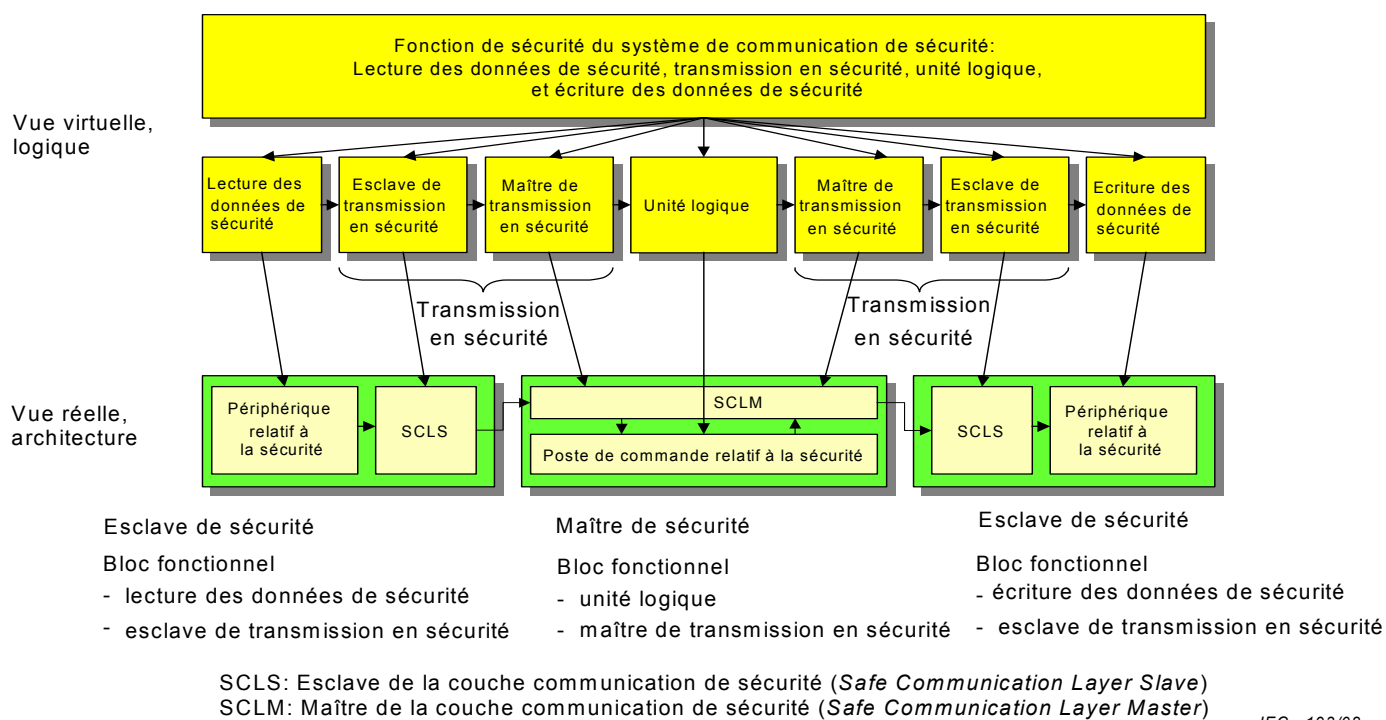 Fonction de sécurité du système de communication de sécurité:
Lecture des données de sécurité, transmission en sécurité, unité logique,
et écriture des données de sécurité
Vue virtuelle,
logique
Lecture des
données de
sécurité
Esclave de
transmission
en sécurité
Maître de
transmission
en sécurité
Unité logique
Maître de
transmission
en sécurité
Esclave de
transmission
en sécurité
Ecriture des
données de
sécurité
Transmission
en sécurité
Transmission
en sécurité
Vue réelle,
architecture
Périphérique
relatif à
la sécurité
SCLS
SCLM
Poste de commande relatif à la sécurité
SCLS
Périphérique
relatif à
la sécurité
Esclave de sécurité
Bloc fonctionnel
- lecture des données de sécurité
- esclave de transmission en sécurité
Maître de sécurité
Bloc fonctionnel
- unité logique
- maître de transmission en sécurité
Esclave de sécurité
Bloc fonctionnel
- écriture des données de sécurité
- esclave de transmission en sécurité
SCLS: Esclave de la couche communication de sécurité (Safe Communication Layer Slave)
SCLM: Maître de la couche communication de sécurité (Safe Communication Layer Master)